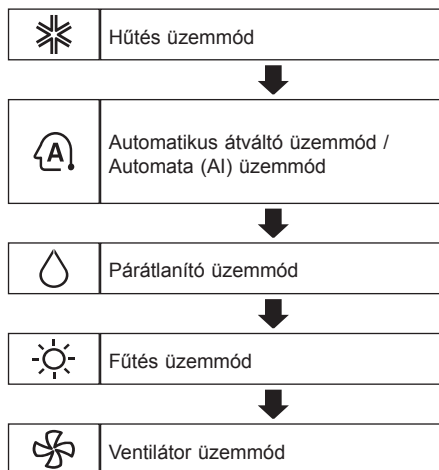 Hűtés üzemmód
A
Automatikus átváltó üzemmód /
Automata (AI) üzemmód
Párátlanító üzemmód
Fűtés üzemmód
Ventilátor üzemmód